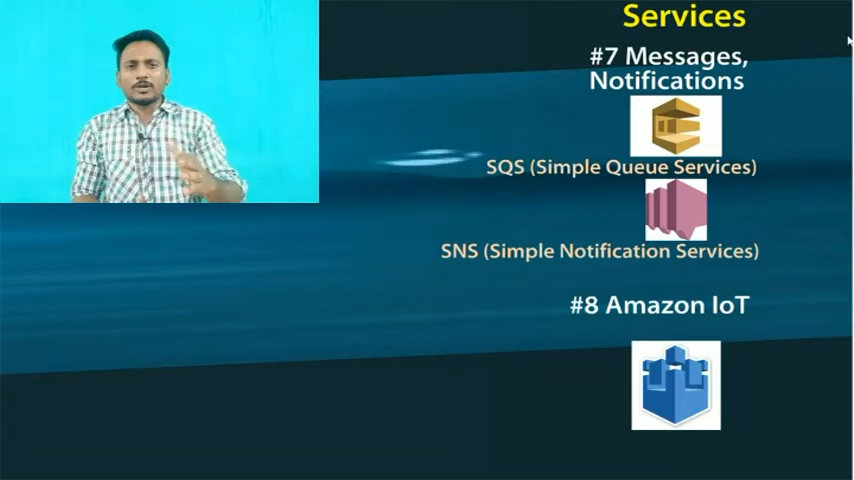 Services
#7 Messages,
Notifications
SQS (Simple Queue Services)
SNS (Simple Notification Services)
#8 Amazon IoT